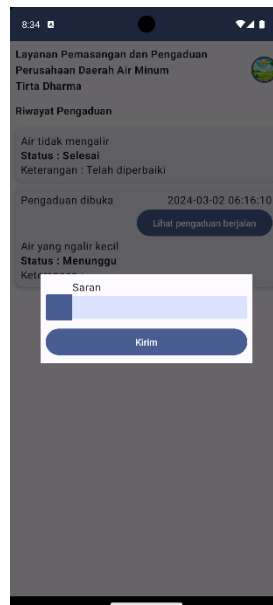 8:34
Layanan Pemasangan dan Pengaduan
Perusahaan Daerah Air Minum
Tirta Dharma
Riwayat Pengaduan
Air tidak mengalir
Status : Selesai
Keterangan : Telah diperbaiki
Pengaduan dibuka 2024-03-02 06:16:10
Lihat pengaduan berjalan
Air yang ngalir kecil
Status : Menunggu
Saran
Kirim